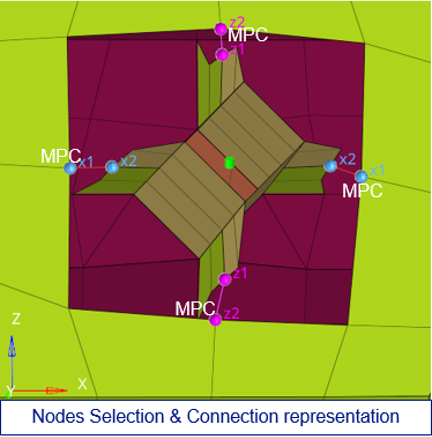 z2
MPC
z1
MPC
x1
x2
x2
x1
MPC
z1
MPC
z2
Z
Y
X
Nodes Selection & Connection representation